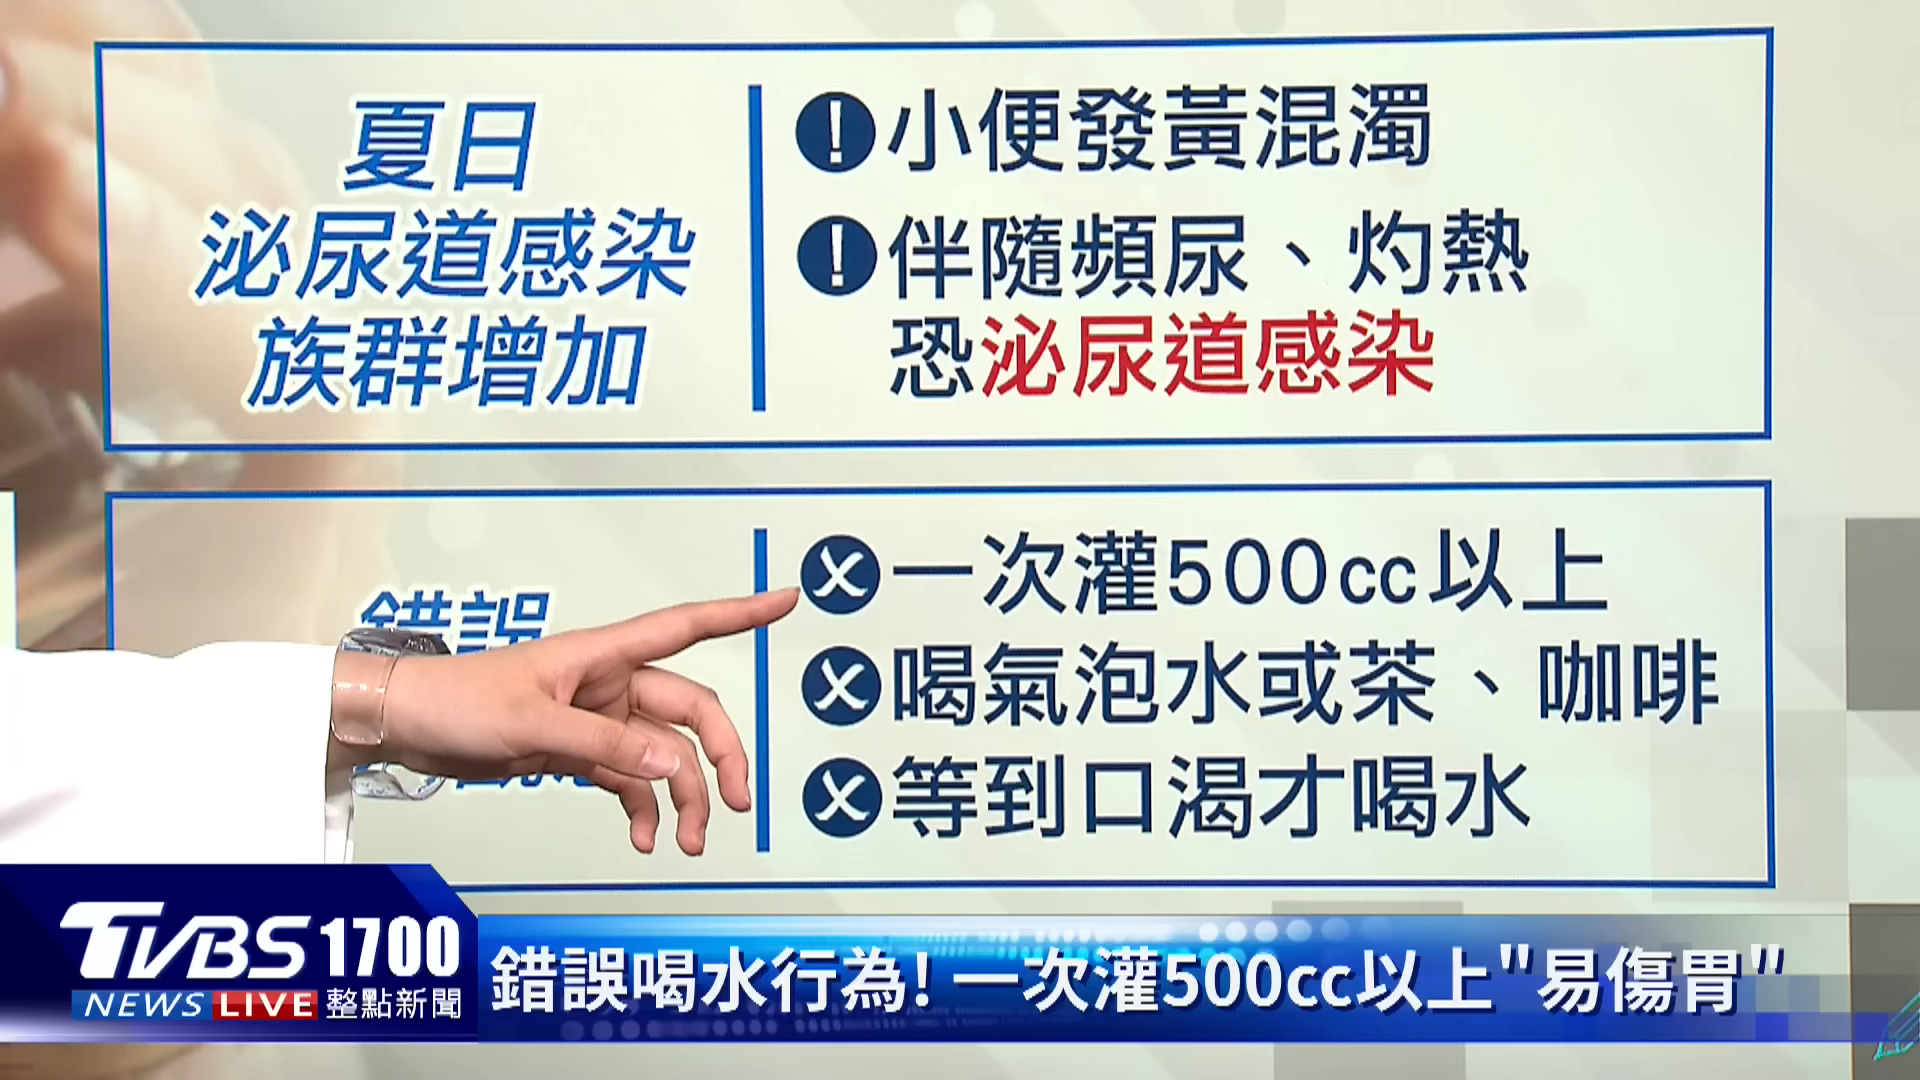 夏日
泌尿道感染
族群增加
小便發黃混濁
伴隨頻尿、灼熱
恐泌尿道感染
錯誤
一次灌500cc以上
喝氣泡水或茶、咖啡
等到口渴才喝水
TVBS 1700
NEWS LIVE 整點新聞
錯誤喝水行為!一次灌500cc以上"易傷胃"